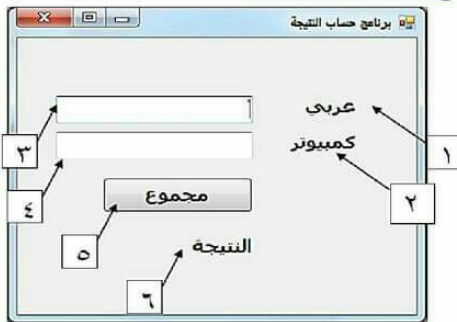 برنامج حساب النتيجة
عربي
١
٣
كمبيوتر
٢
٤
مجموع
٥
النتيجة
٦